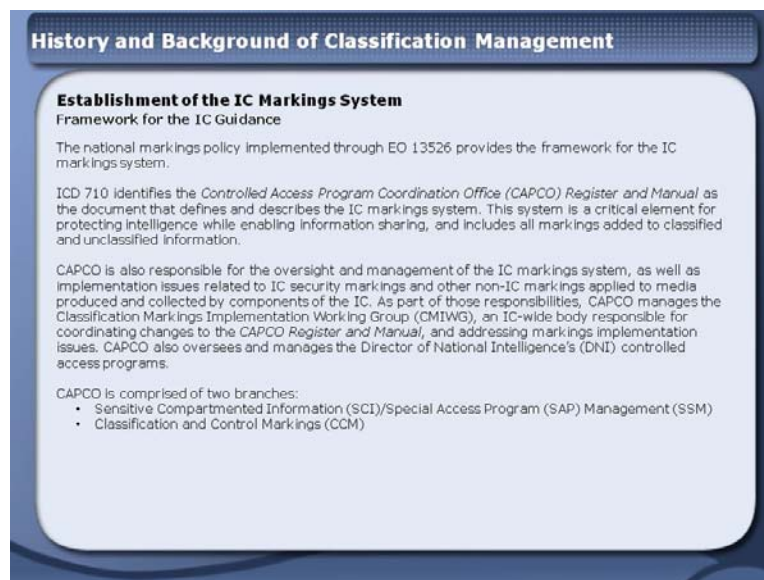 History and Background of Classification Management
Establishment of the IC Markings System
Framework for the IC Guidance
The national markings policy implemented through EO 13526 provides the framework for the IC
markings system.
ICD 710 identifies the Controlled Access Program Coordination Office (CAPCO) Register and Manual as
the document that defines and describes the IC markings system. This system is a critical element for
protecting intelligence while enabling information sharing, and includes all markings added to classified
and unclassified information.
CAPCO is also responsible for the oversight and management of the IC markings system, as well as
implementation issues related to IC security markings and other non-IC markings applied to media
produced and collected by components of the IC. As part of those responsibilities, CAPCO manages the
Classification Markings Implementation Working Group (CMIWG), an IC-wide body responsible for
coordinating changes to the CAPCO Register and Manual, and addressing markings implementation
issues. CAPCO also oversees and manages the Director of National Intelligence's (DNI) controlled
access programs.
CAPCO is comprised of two branches:
• Sensitive Compartmented Information (SCI)/Special Access Program (SAP) Management (SSM)
• Classification and Control Markings (CCM)